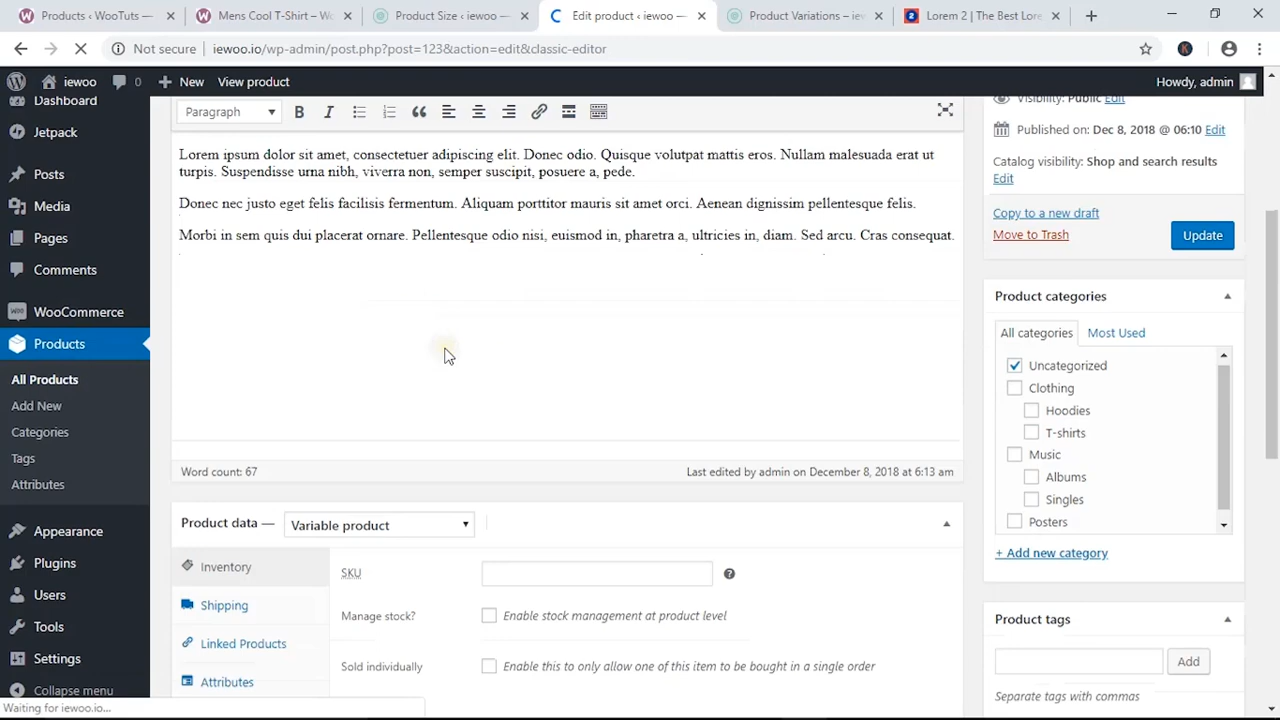 Products ‹ WooTuts —
Mens Cool T-Shirt – Wo
Product Size ‹ iewoo —
Edit product ‹ iewoo —
Product Variations – iew
Lorem 2 | The Best Lore
Not secure
iewoo.io/wp-admin/post.php?post=123&action=edit&classic-editor
iewoo
0
New
View product
Howdy, admin
Dashboard
Jetpack
Posts
Media
Pages
Comments
WooCommerce
Products
All Products
Add New
Categories
Tags
Attributes
Appearance
Plugins
Users
Tools
Settings
Collapse menu
Waiting for iewoo.io...
Paragraph
Lorem ipsum dolor sit amet, consectetuer adipiscing elit. Donec odio. Quisque volutpat mattis eros. Nullam malesuada erat ut
turpis. Suspendisse urna nibh, viverra non, semper suscipit, posuere a, pede.
Donec nec justo eget felis facilisis fermentum. Aliquam porttitor mauris sit amet orci. Aenean dignissim pellentesque felis.
Morbi in sem quis dui placerat ornare. Pellentesque odio nisi, euismod in, pharetra a, ultricies in, diam. Sed arcu. Cras consequat.
Word count: 67
Last edited by admin on December 8, 2018 at 6:13 am
Product data —
Variable product
Inventory
Shipping
Linked Products
Attributes
SKU
Manage stock?
Enable stock management at product level
Sold individually
Enable this to only allow one of this item to be bought in a single order
Visibility: Public Edit
Published on: Dec 8, 2018 @ 06:10 Edit
Catalog visibility: Shop and search results
Edit
Copy to a new draft
Move to Trash
Update
Product categories
All categories
Most Used
Uncategorized
Clothing
Hoodies
T-shirts
Music
Albums
Singles
Posters
+ Add new category
Product tags
Add
Separate tags with commas